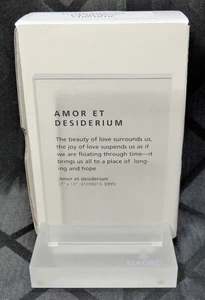 AMOR ET
DESIDERIUM
The beauty of love surrounds us,
the joy of love suspends us as if
we are floating through time—it
brings us all to a place of long-
ing and hope.
Amor et desiderium
LLADRÓ